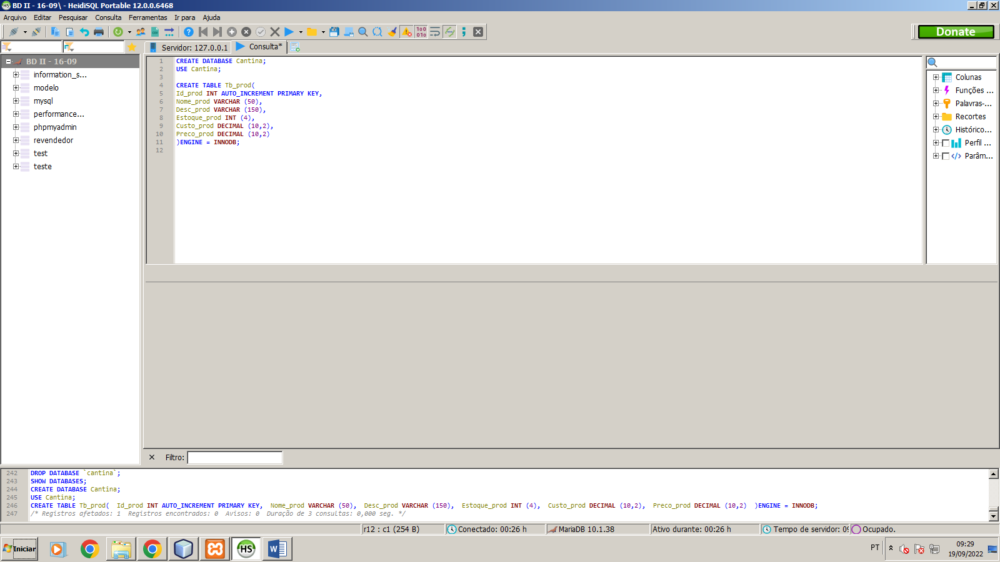 BD II - 16-09\ - HeidiSQL Portable 12.0.0.6468
Arquivo Editar Pesquisar Consulta Ferramentas Ir para Ajuda
Donate
Servidor: 127.0.0.1 Consulta*
BD II - 16-09
information_s...
modelo
mysql
performance...
phpmyadmin
revendedor
test
teste
1 CREATE DATABASE Cantina;
2 USE Cantina;
3
4 CREATE TABLE Tb_prod(
5 Id_prod INT AUTO_INCREMENT PRIMARY KEY,
6 Nome_prod VARCHAR (50),
7 Desc_prod VARCHAR (150),
8 Estoque_prod INT (4),
9 Custo_prod DECIMAL (10,2),
10 Preco_prod DECIMAL (10,2)
11 )ENGINE = INNODB;
12
Colunas
Funções ...
Palavras-...
Recortes
Histórico...
Perfil ...
Parâm...
Filtro:
242 DROP DATABASE `cantina`;
243 SHOW DATABASES;
244 CREATE DATABASE Cantina;
245 USE Cantina;
246 CREATE TABLE Tb_prod( Id_prod INT AUTO_INCREMENT PRIMARY KEY, Nome_prod VARCHAR (50), Desc_prod VARCHAR (150), Estoque_prod INT (4), Custo_prod DECIMAL (10,2), Preco_prod DECIMAL (10,2) )ENGINE = INNODB;
247 /* Registros afetados: 1 Registros encontrados: 0 Avisos: 0 Duração de 3 consultas: 0,000 seg. */
r12 : c1 (254 B) Conectado: 00:26 h MariaDB 10.1.38 Ativo durante: 00:26 h Tempo de servidor: 09 Ocupado.
Iniciar
HS
PT
09:29
19/09/2022